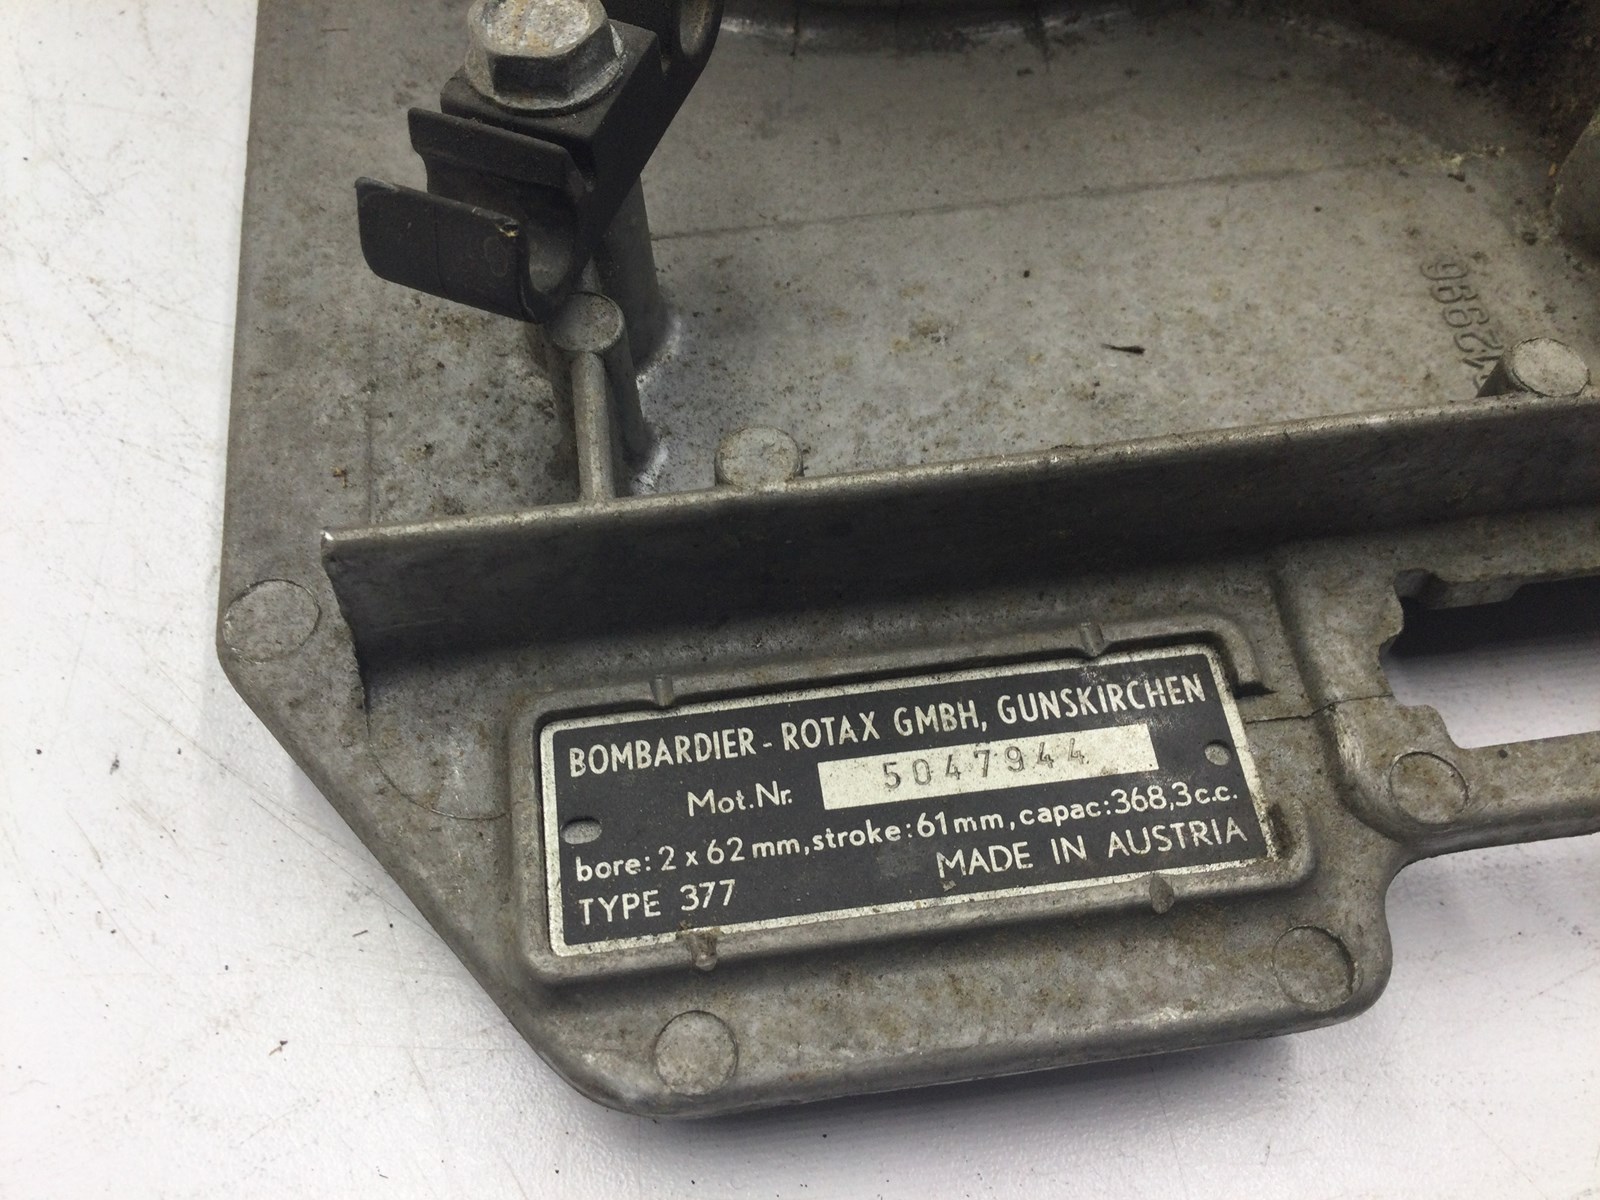 BOMBARDIER - ROTAX GMBH, GUNSKIRCHEN
Mot.Nr. 5047944
bore: 2 x 62 mm, stroke: 61 mm, capac: 368,3 c.c.
TYPE 377 MADE IN AUSTRIA